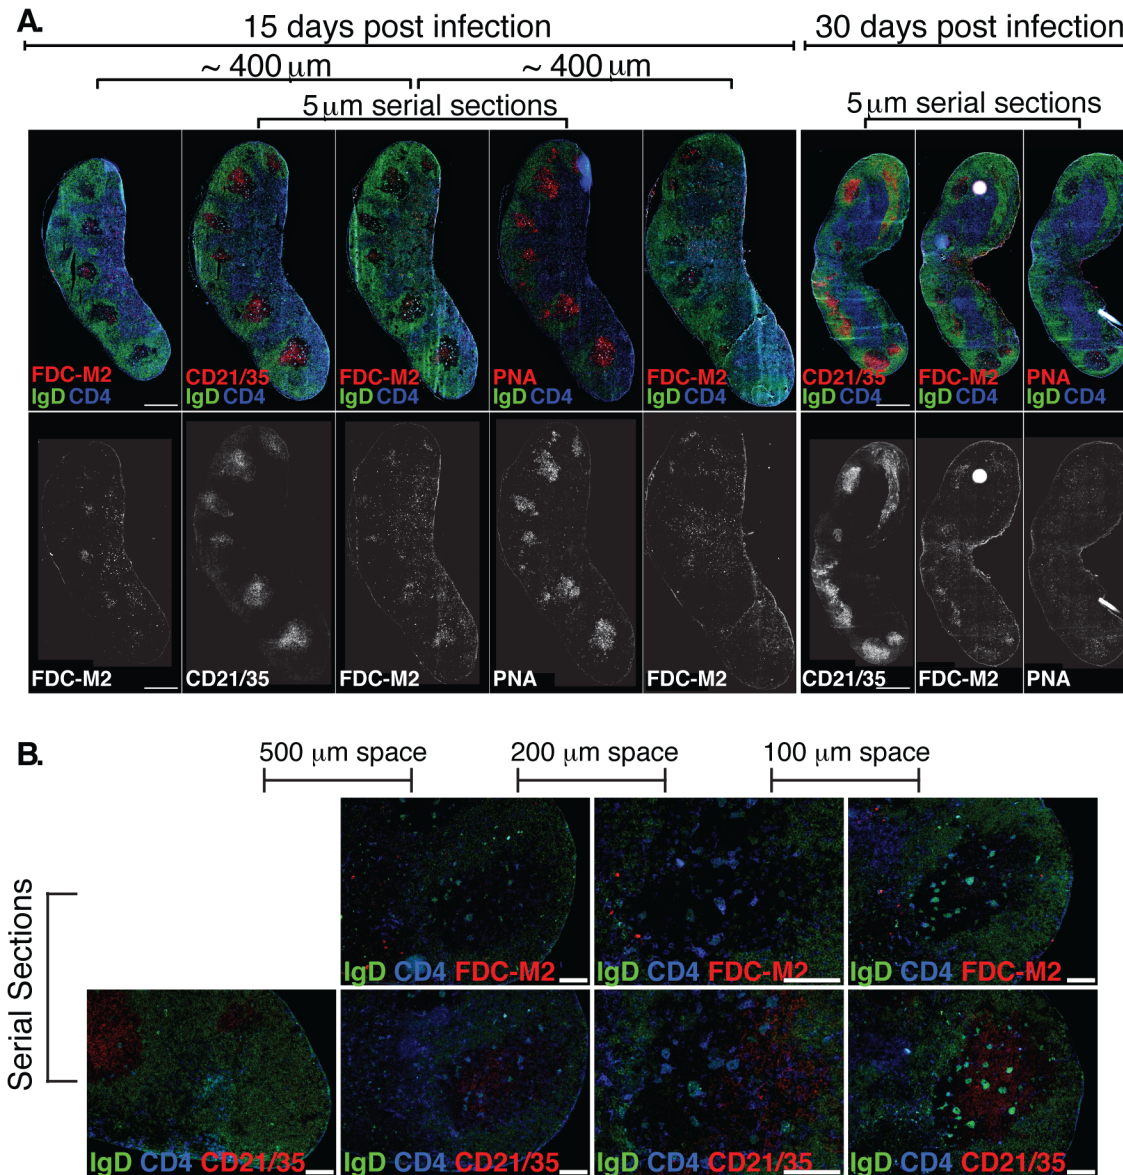 A.
15 days post infection
30 days post infection
~ 400 μm
~ 400 μm
5 μm serial sections
5μm serial sections
FDC-M2
IgD CD4
CD21/35
IgD CD4
FDC-M2
IgD CD4
PNA
IgD CD4
FDC-M2
IgD CD4
CD21/35
IgD CD4
FDC-M2
IgD CD4
PNA
IgD CD4
FDC-M2
CD21/35
FDC-M2
PNA
FDC-M2
CD21/35
FDC-M2
PNA
B.
500 μm space
200 μm space
100 μm space
Serial Sections
IgD CD4 FDC-M2
IgD CD4 FDC-M2
IgD CD4 FDC-M2
IgD CD4 CD21/35
IgD CD4 CD21/35
IgD CD4 CD21/35
IgD CD4 CD21/35